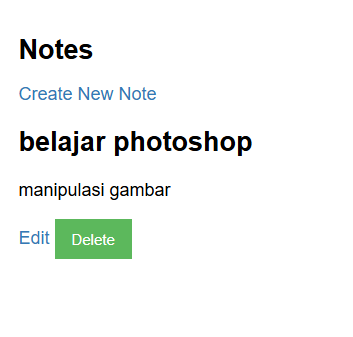 Notes
Create New Note
belajar photoshop
manipulasi gambar
Edit Delete